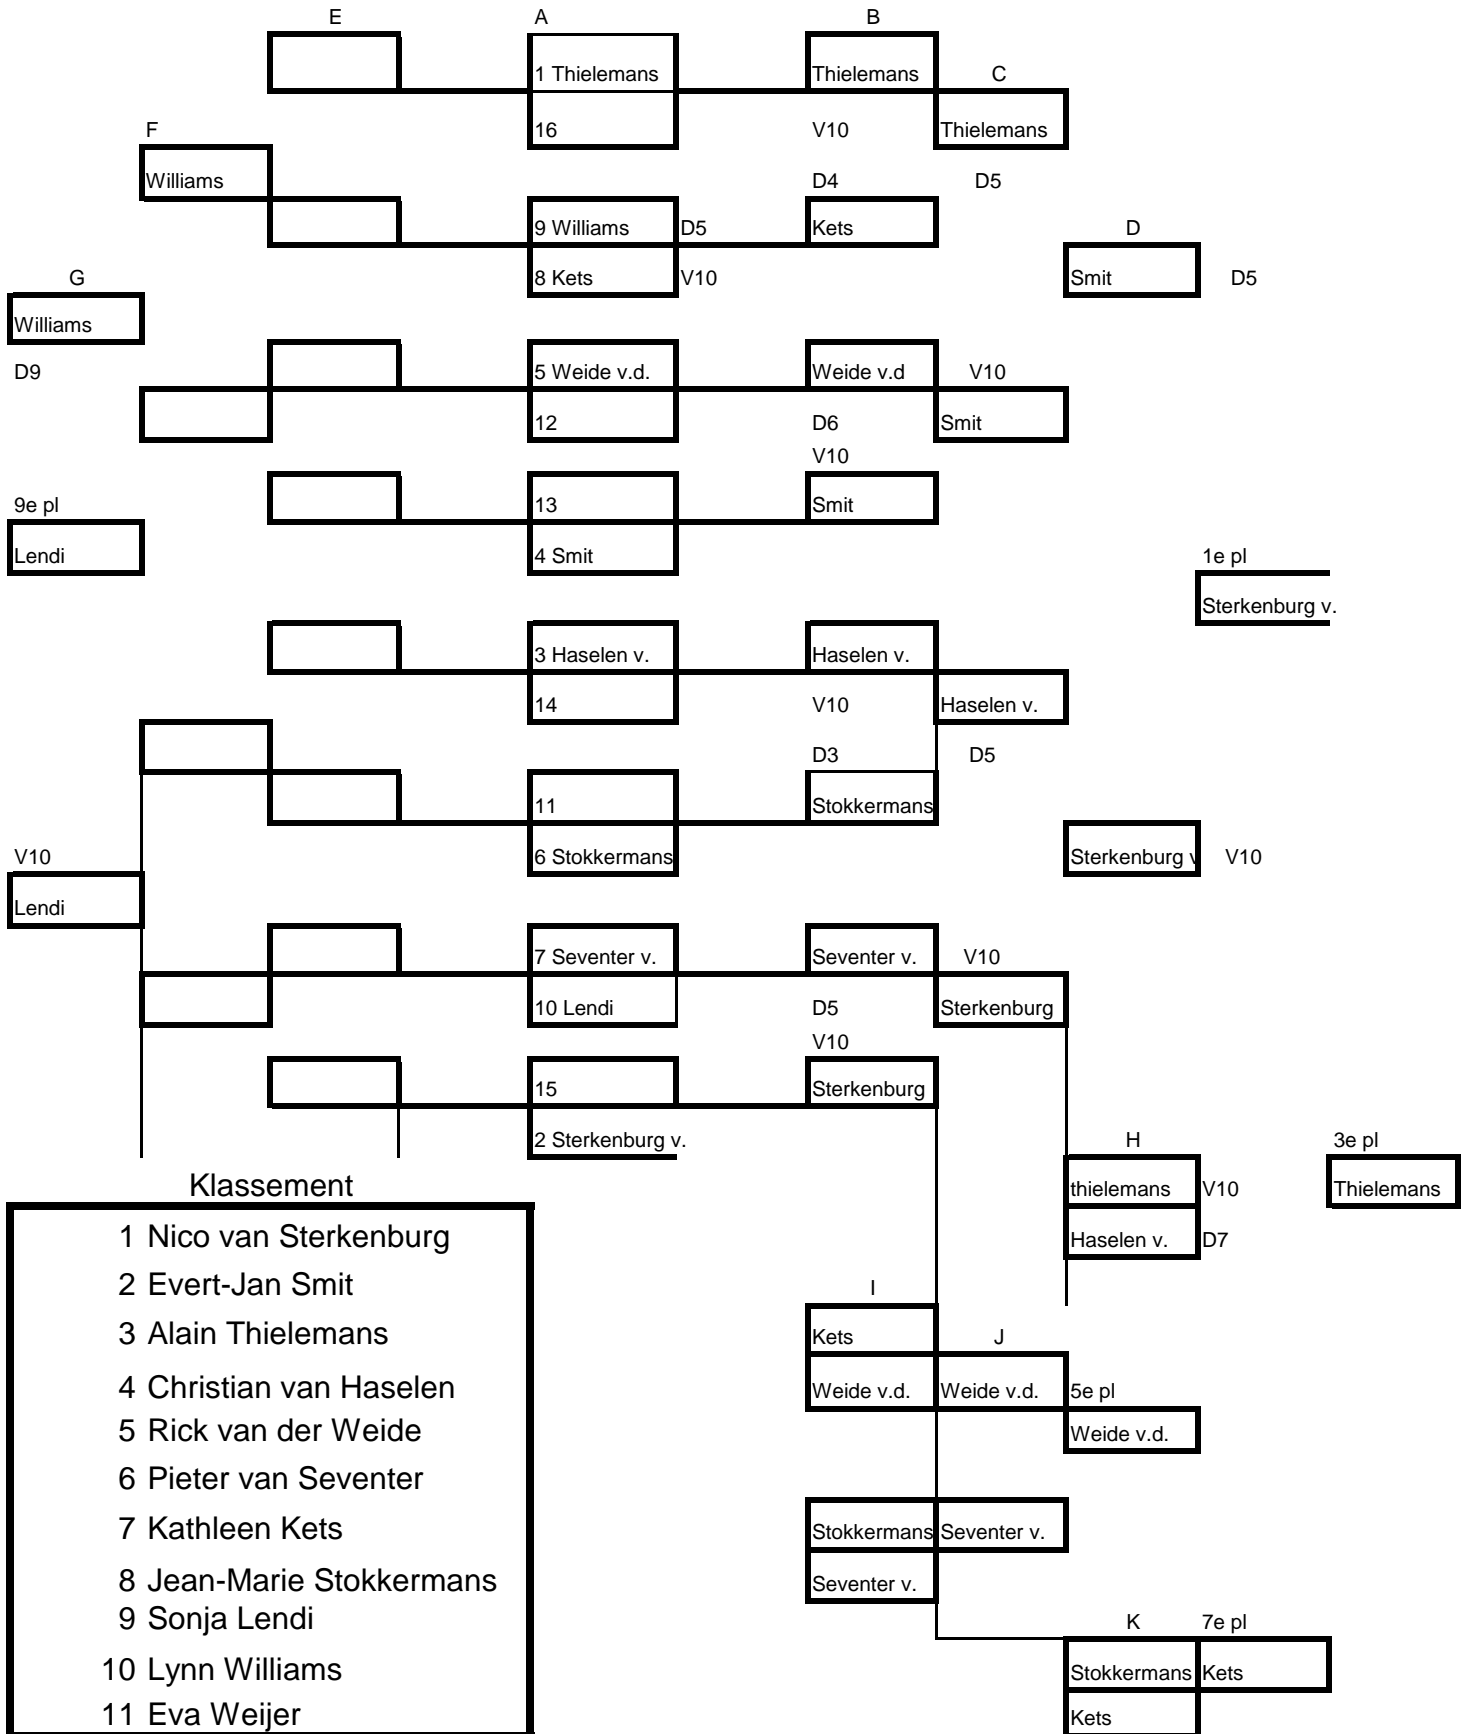 E A B
1 Thielemans Thielemans C
F 16 V10 Thielemans
Williams D4 D5
9 Williams D5 Kets D
G 8 Kets V10 Smit D5
Williams
D9 5 Weide v.d. Weide v.d V10
12 D6 Smit
V10
9e pl 13 Smit
Lendi 4 Smit 1e pl
Sterkenburg v.
3 Haselen v. Haselen v.
14 V10 Haselen v.
D3 D5
11 Stokkermans
V10 6 Stokkermans Sterkenburg v V10
Lendi
7 Seventer v. Seventer v. V10
10 Lendi D5 Sterkenburg
V10
15 Sterkenburg
2 Sterkenburg v. H 3e pl
Klassement thielemans V10 Thielemans
1 Nico van Sterkenburg Haselen v. D7
2 Evert-Jan Smit I
3 Alain Thielemans Kets J
4 Christian van Haselen Weide v.d. Weide v.d. 5e pl
5 Rick van der Weide Weide v.d.
6 Pieter van Seventer
7 Kathleen Kets Stokkermans Seventer v.
8 Jean-Marie Stokkermans Seventer v.
9 Sonja Lendi K 7e pl
10 Lynn Williams Stokkermans Kets
11 Eva Weijer Kets